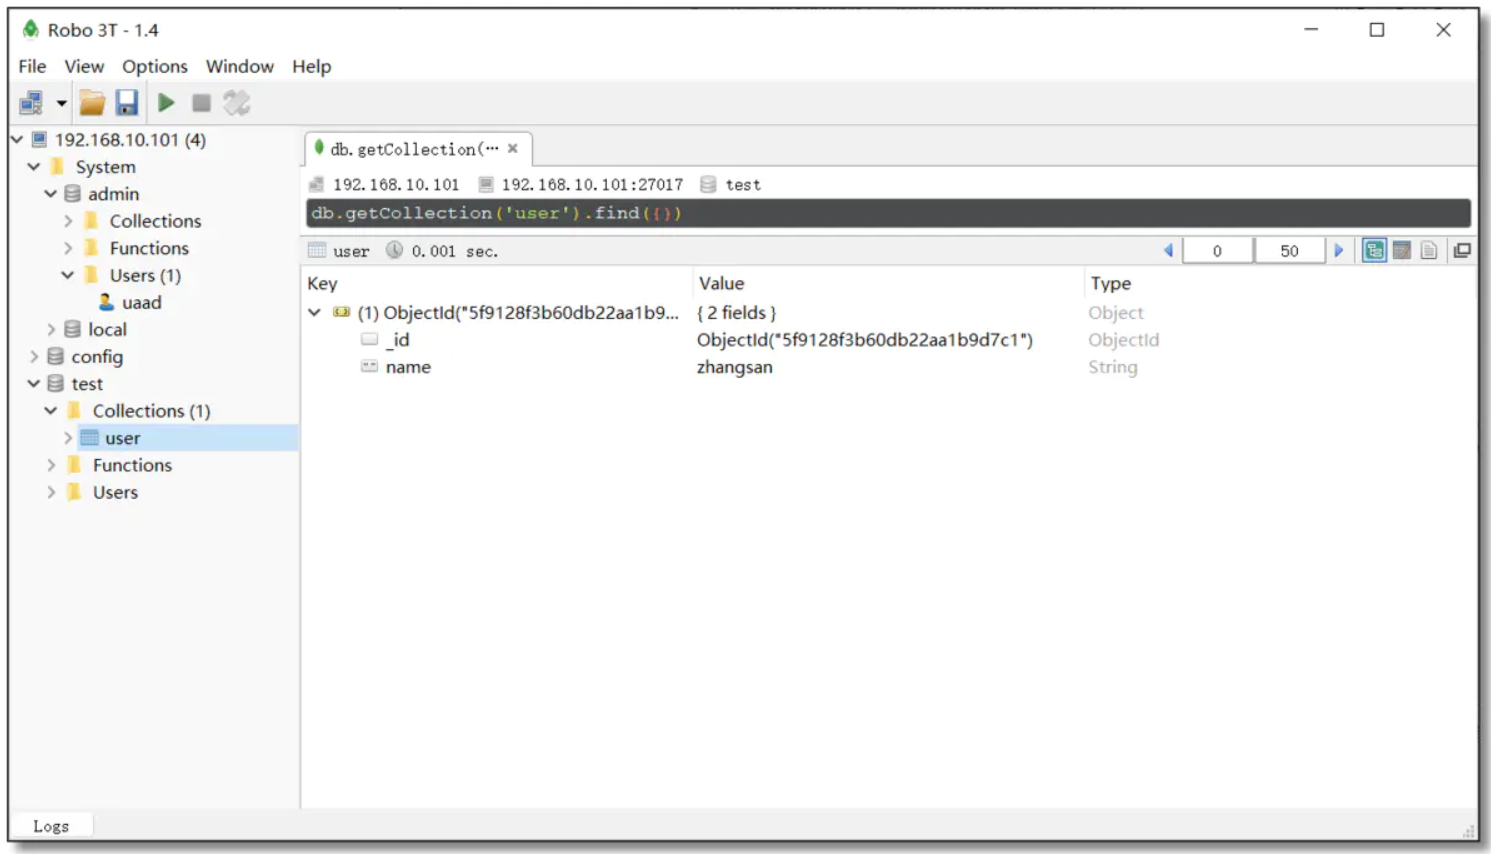 Robo 3T - 1.4
File View Options Window Help
192.168.10.101 (4)
System
admin
Collections
Functions
Users (1)
uaad
local
config
test
Collections (1)
user
Functions
Users
db.getCollection(···
192.168.10.101 192.168.10.101:27017 test
db.getCollection('user').find({})
user 0.001 sec. 0 50
Key Value Type
(1) ObjectId("5f9128f3b60db22aa1b9... { 2 fields } Object
_id ObjectId("5f9128f3b60db22aa1b9d7c1") ObjectId
name zhangsan String
Logs